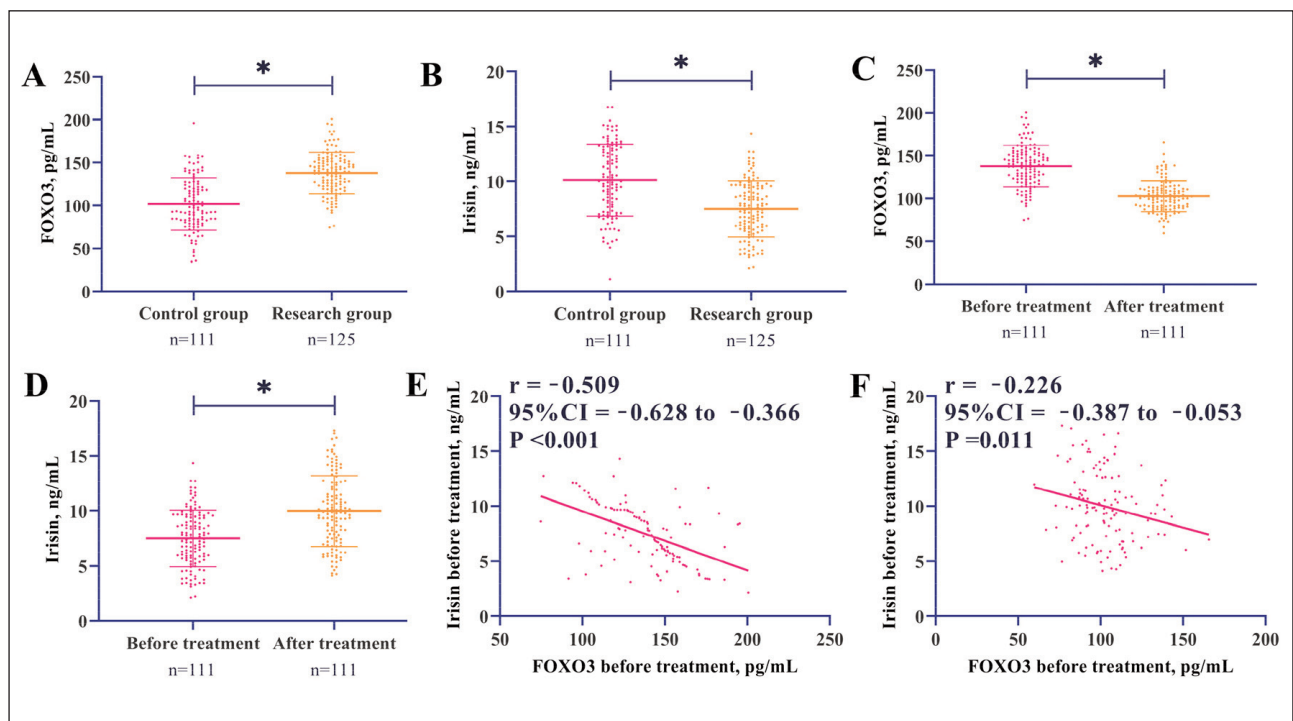 A
*
FOXO3, pg/mL
250
200
150
100
50
0
Control group
Research group
n=111
n=125
B
*
Irisin, ng/mL
20
15
10
5
0
Control group
Research group
n=111
n=125
C
*
FOXO3, pg/mL
250
200
150
100
50
0
Before treatment
After treatment
n=111
n=111
D
*
Irisin, ng/mL
20
15
10
5
0
Before treatment
After treatment
n=111
n=111
E
r = -0.509
95%CI = -0.628 to -0.366
P <0.001
Irisin before treatment, ng/mL
20
15
10
5
0
50 100 150 200 250
FOXO3 before treatment, pg/mL
F
r = -0.226
95%CI = -0.387 to -0.053
P =0.011
Irisin before treatment, ng/mL
20
15
10
5
0
0 50 100 150 200
FOXO3 before treatment, pg/mL